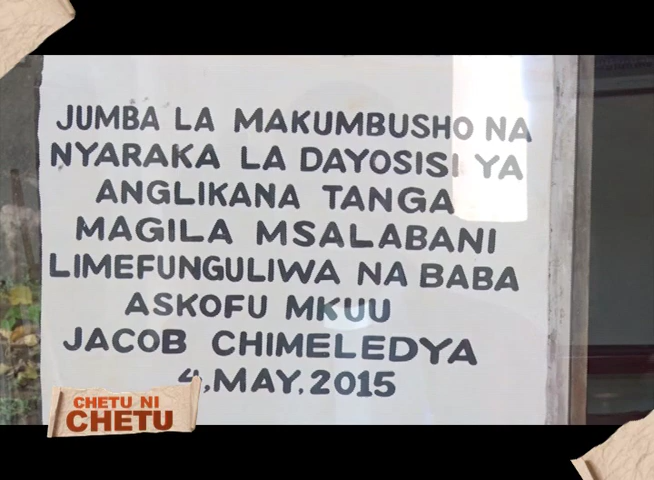 JUMBA LA MAKUMBUSHO NA
NYARAKA LA DAYOSISI YA
ANGLIKANA TANGA
MAGILA MSALABANI
LIMEFUNGULIWA NA BABA
ASKOFU MKUU
JACOB CHIMELEDYA
4, MAY, 2015
CHETU NI
CHETU